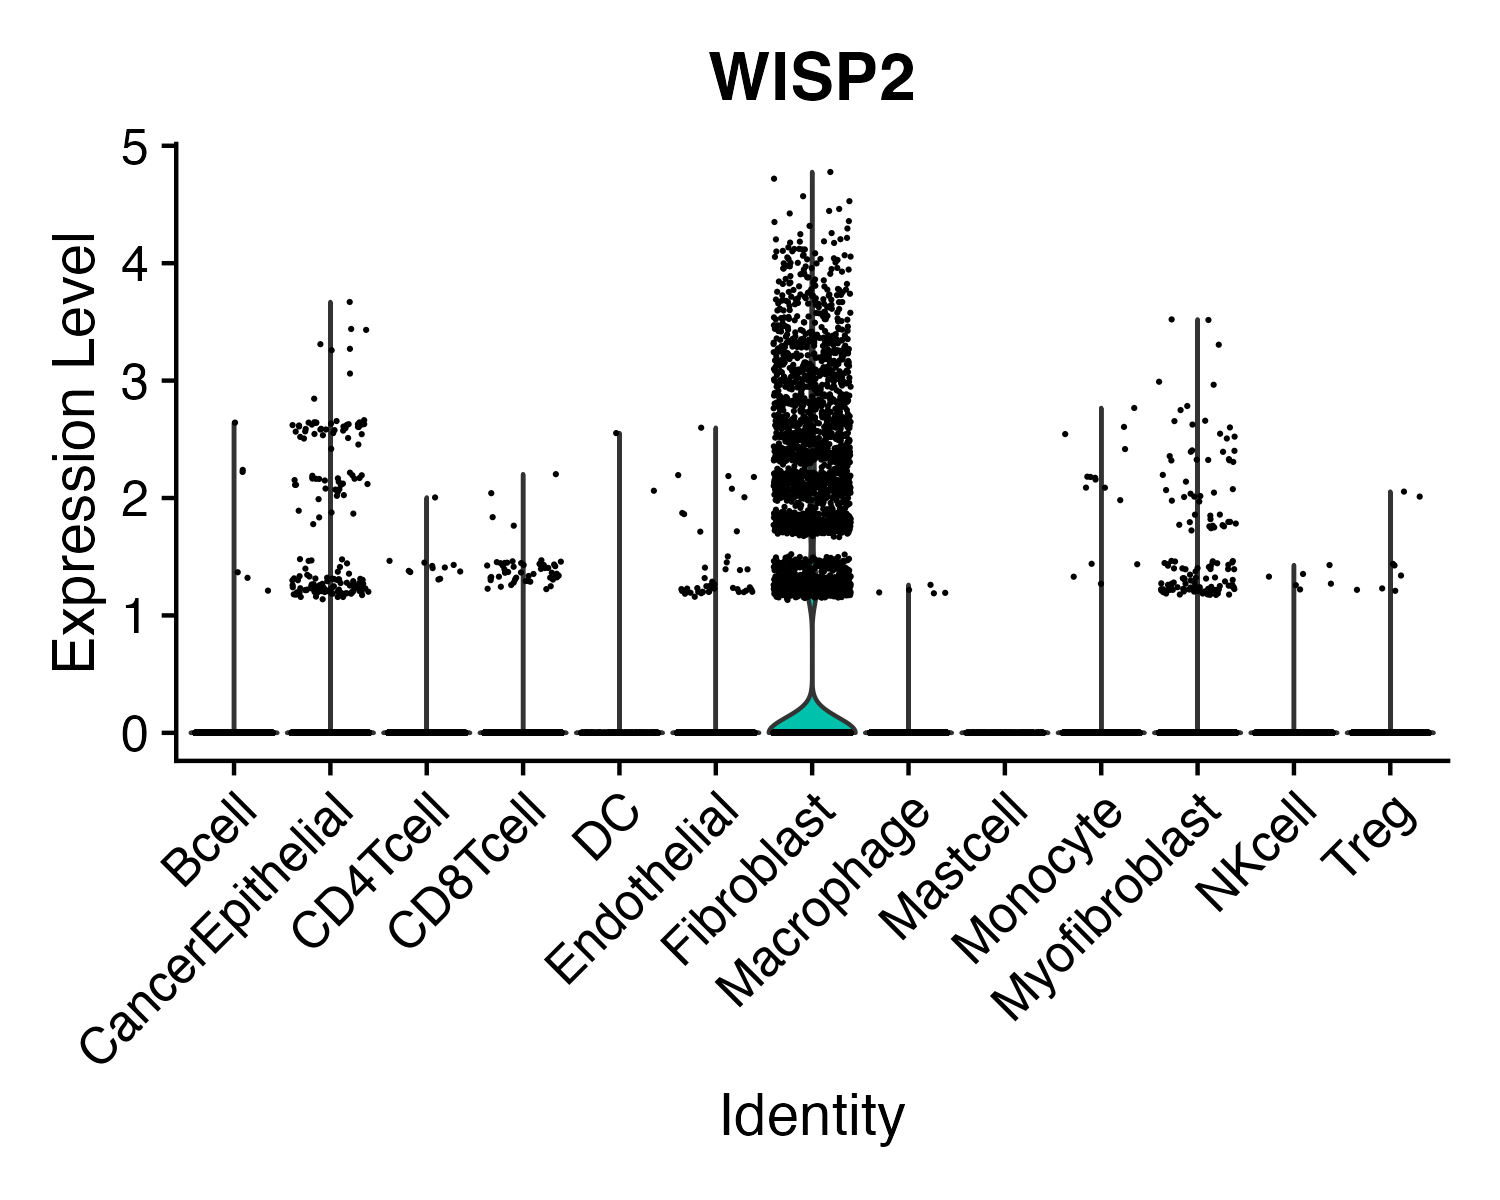 WISP2
Expression Level
5
4
3
2
1
0
Bcell
CancerEpithelial
CD4Tcell
CD8Tcell
DC
Endothelial
Fibroblast
Macrophage
Mastcell
Monocyte
Myofibroblast
NKcell
Treg
Identity